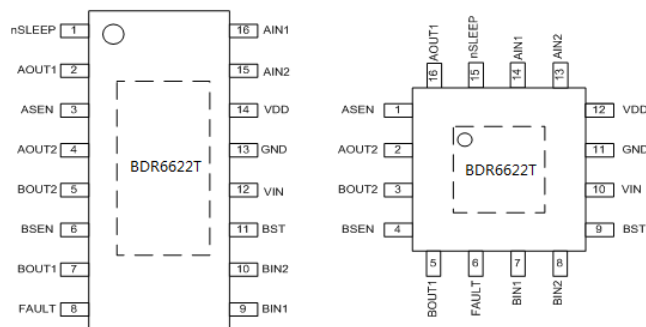 nSLEEP 1 16 AIN1
AOUT1 2 15 AIN2
ASEN 3 14 VDD
AOUT2 4 13 GND
BDR6622T
BOUT2 5 12 VIN
BSEN 6 11 BST
BOUT1 7 10 BIN2
FAULT 8 9 BIN1
AOUT1 nSLEEP AIN1 AIN2
16 15 14 13
ASEN 1 12 VDD
AOUT2 2 11 GND
BDR6622T
BOUT2 3 10 VIN
BSEN 4 9 BST
5 6 7 8
BOUT1 FAULT BIN1 BIN2